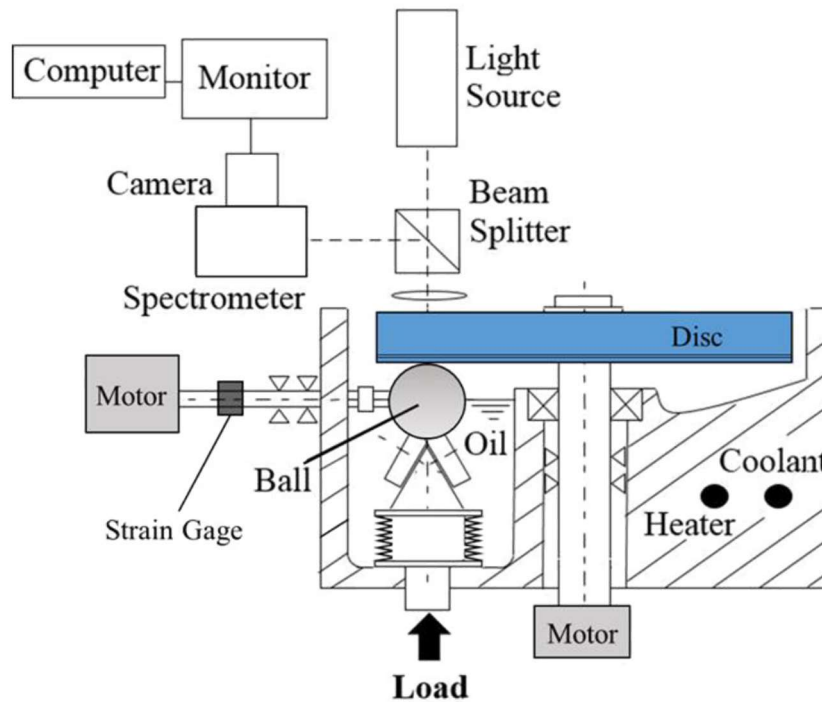 Computer
Monitor
Light
Source
Camera
Beam
Splitter
Spectrometer
Disc
Motor
Oil
Ball
Coolant
Heater
Strain Gage
Motor
Load